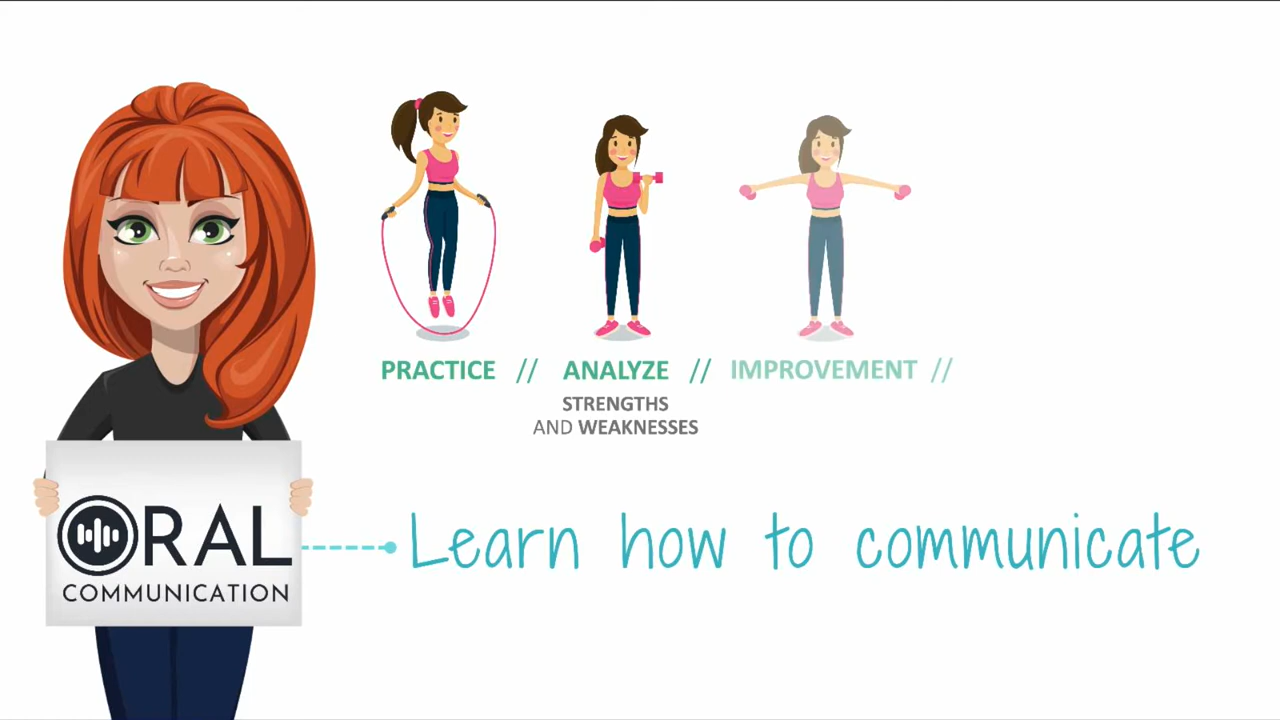 PRACTICE // ANALYZE // IMPROVEMENT //
STRENGTHS
AND WEAKNESSES
ORAL
COMMUNICATION
Learn how to communicate